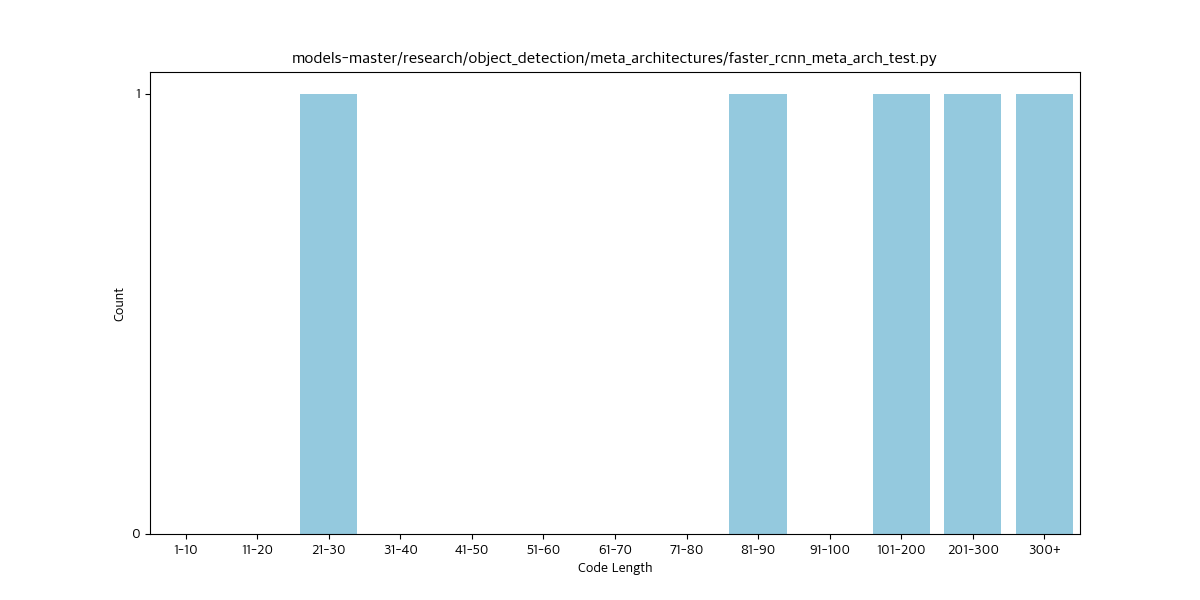 models-master/research/object_detection/meta_architectures/faster_rcnn_meta_arch_test.py
1
Count
0
1-10 11-20 21-30 31-40 41-50 51-60 61-70 71-80 81-90 91-100 101-200 201-300 300+
Code Length